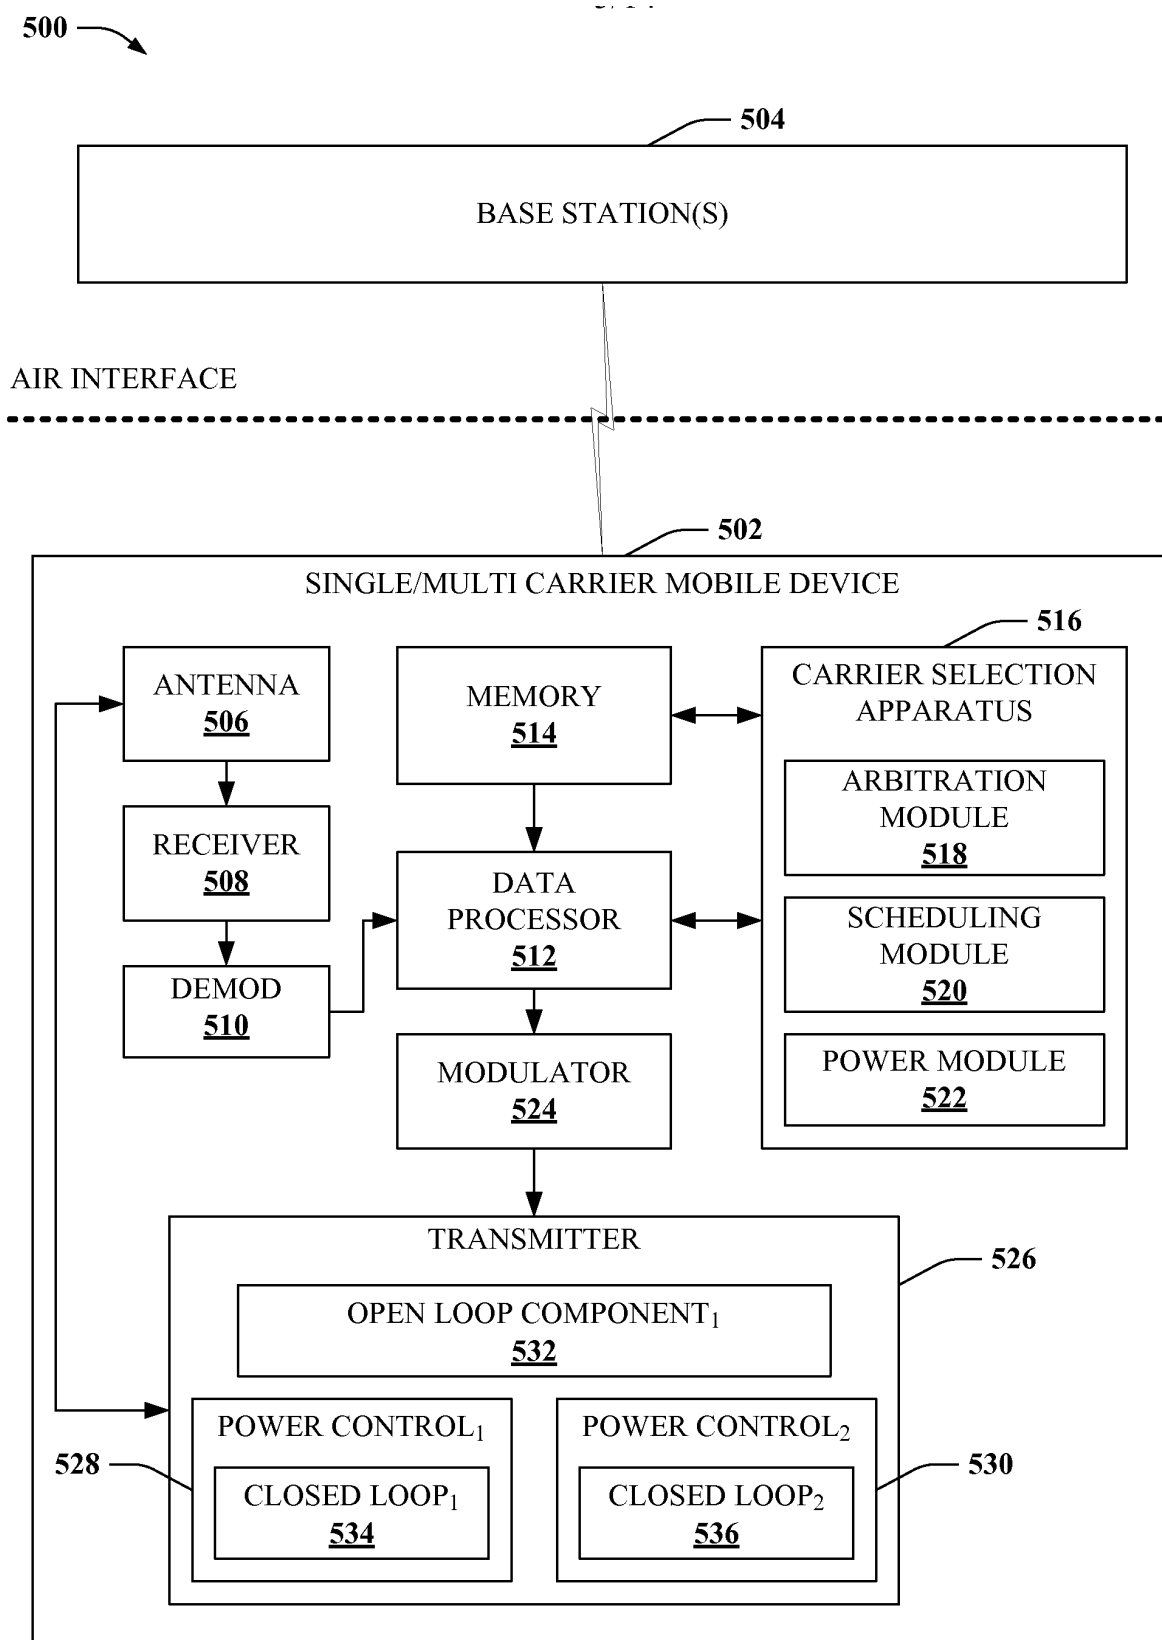 500
504
BASE STATION(S)
AIR INTERFACE
502
SINGLE/MULTI CARRIER MOBILE DEVICE
ANTENNA
506
RECEIVER
508
DEMOD
510
MEMORY
514
DATA
PROCESSOR
512
MODULATOR
524
516
CARRIER SELECTION
APPARATUS
ARBITRATION
MODULE
518
SCHEDULING
MODULE
520
POWER MODULE
522
TRANSMITTER
526
OPEN LOOP COMPONENT1
532
POWER CONTROL1
528
CLOSED LOOP1
534
POWER CONTROL2
530
CLOSED LOOP2
536